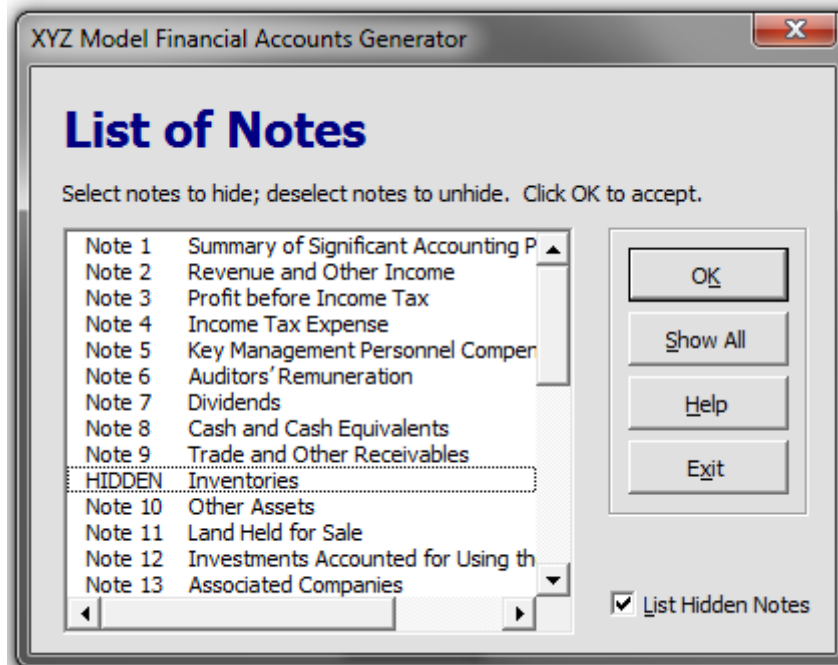 XYZ Model Financial Accounts Generator
List of Notes
Select notes to hide; deselect notes to unhide. Click OK to accept.
Note 1 Summary of Significant Accounting P
Note 2 Revenue and Other Income
Note 3 Profit before Income Tax
Note 4 Income Tax Expense
Note 5 Key Management Personnel Compen
Note 6 Auditors' Remuneration
Note 7 Dividends
Note 8 Cash and Cash Equivalents
Note 9 Trade and Other Receivables
HIDDEN Inventories
Note 10 Other Assets
Note 11 Land Held for Sale
Note 12 Investments Accounted for Using th
Note 13 Associated Companies
OK
Show All
Help
Exit
List Hidden Notes